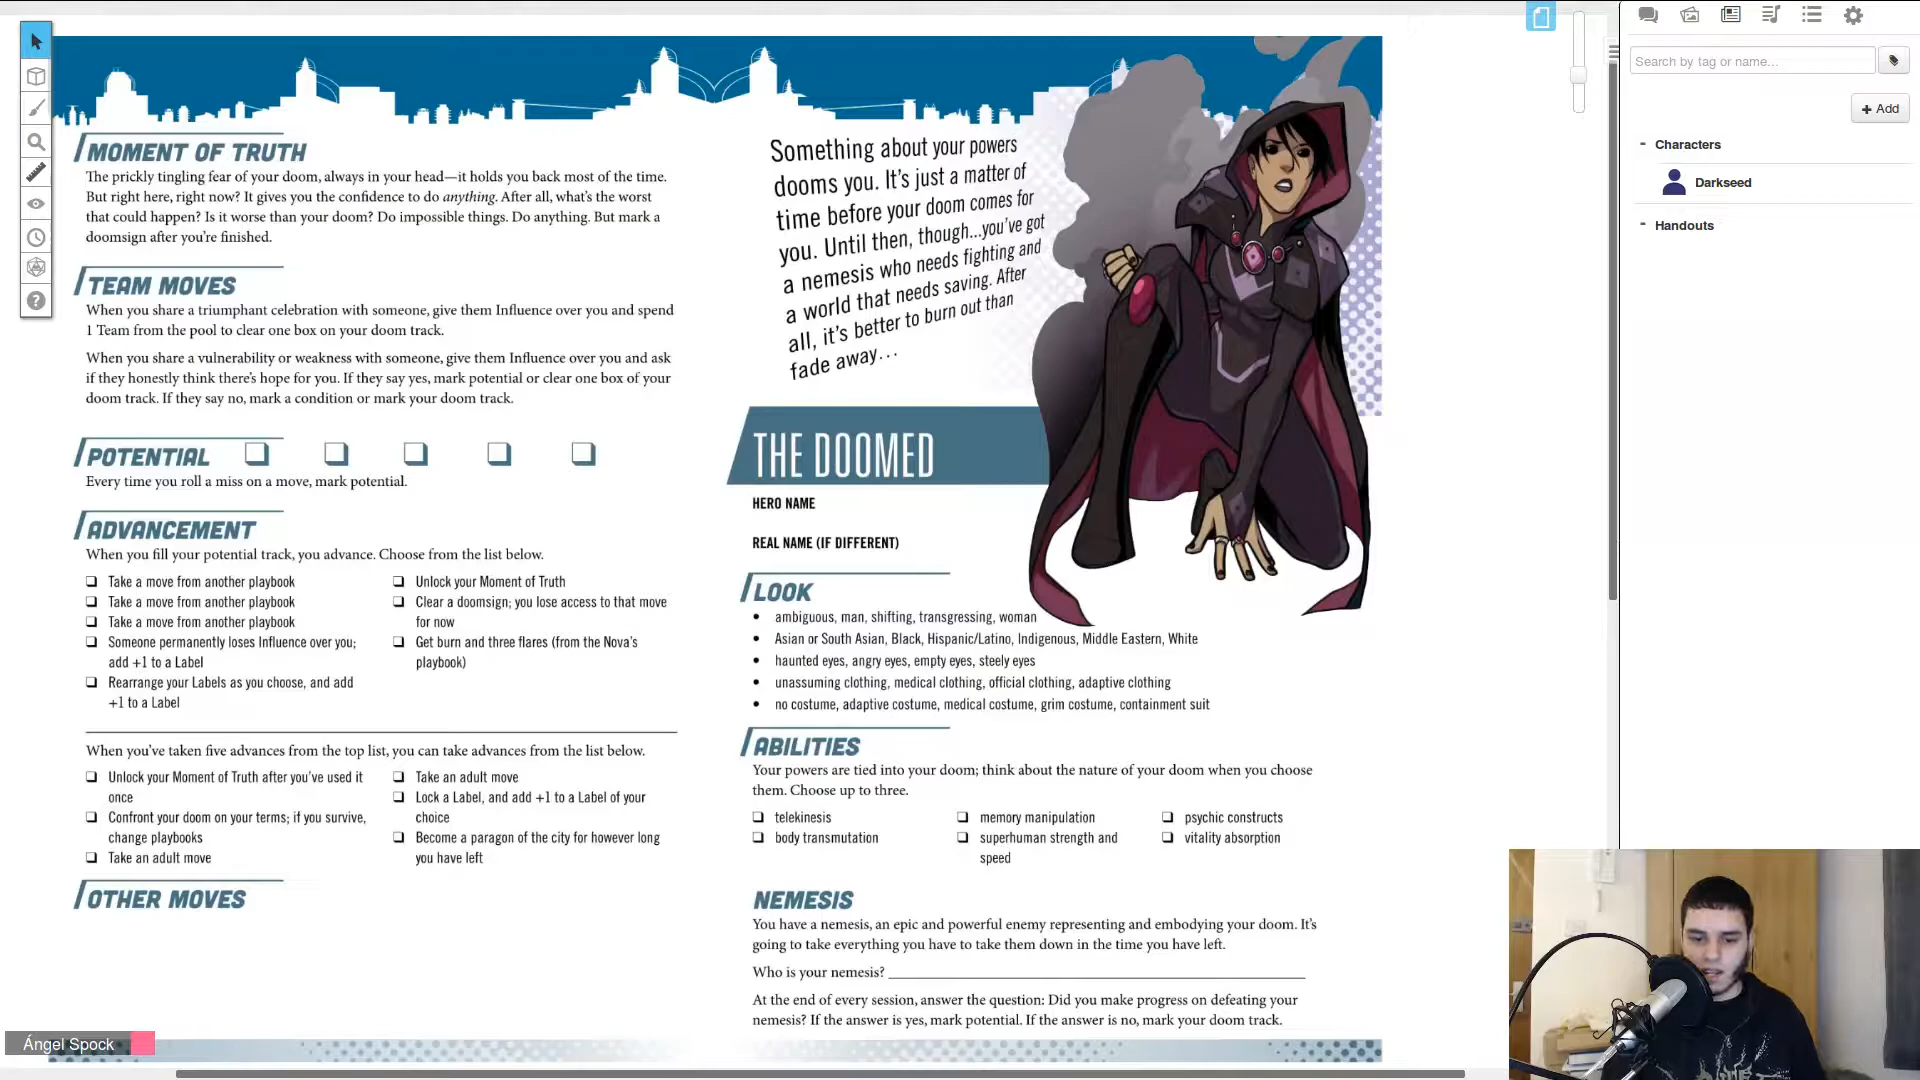 MOMENT OF TRUTH
The prickly tingling fear of your doom, always in your head—it holds you back most of the time.
But right here, right now? It gives you the confidence to do anything. After all, what's the worst
that could happen? Is it worse than your doom? Do impossible things. Do anything. But mark a
doomsign after you're finished.
TEAM MOVES
When you share a triumphant celebration with someone, give them Influence over you and spend
1 Team from the pool to clear one box on your doom track.
When you share a vulnerability or weakness with someone, give them Influence over you and ask
if they honestly think there's hope for you. If they say yes, mark potential or clear one box of your
doom track. If they say no, mark a condition or mark your doom track.
POTENTIAL
Every time you roll a miss on a move, mark potential.
ADVANCEMENT
When you fill your potential track, you advance. Choose from the list below.
Take a move from another playbook
Take a move from another playbook
Take a move from another playbook
Someone permanently loses Influence over you;
add +1 to a Label
Rearrange your Labels as you choose, and add
+1 to a Label
Unlock your Moment of Truth
Clear a doomsign; you lose access to that move
for now
Get burn and three flares (from the Nova's
playbook)
When you've taken five advances from the top list, you can take advances from the list below.
Unlock your Moment of Truth after you've used it
once
Confront your doom on your terms; if you survive,
change playbooks
Take an adult move
Take an adult move
Lock a Label, and add +1 to a Label of your
choice
Become a paragon of the city for however long
you have left
OTHER MOVES
Something about your powers
dooms you. It's just a matter of
time before your doom comes for
you. Until then, though...you've got
a nemesis who needs fighting and
a world that needs saving. After
all, it's better to burn out than
fade away...
THE DOOMED
HERO NAME
REAL NAME (IF DIFFERENT)
LOOK
• ambiguous, man, shifting, transgressing, woman
• Asian or South Asian, Black, Hispanic/Latino, Indigenous, Middle Eastern, White
• haunted eyes, angry eyes, empty eyes, steely eyes
• unassuming clothing, medical clothing, official clothing, adaptive clothing
• no costume, adaptive costume, medical costume, grim costume, containment suit
ABILITIES
Your powers are tied into your doom; think about the nature of your doom when you choose
them. Choose up to three.
telekinesis
body transmutation
memory manipulation
superhuman strength and
speed
psychic constructs
vitality absorption
NEMESIS
You have a nemesis, an epic and powerful enemy representing and embodying your doom. It's
going to take everything you have to take them down in the time you have left.
Who is your nemesis?
At the end of every session, answer the question: Did you make progress on defeating your
nemesis? If the answer is yes, mark potential. If the answer is no, mark your doom track.
Ángel Spock
Search by tag or name...
+ Add
- Characters
Darkseed
- Handouts